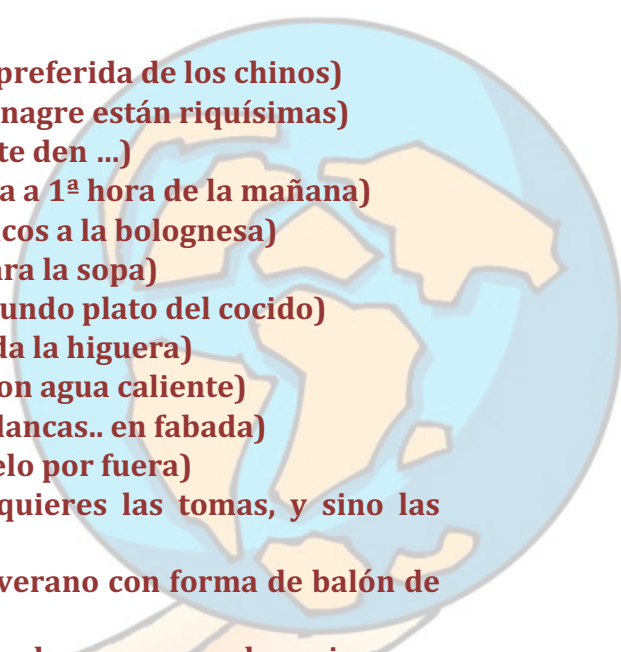 preferida de los chinos)
nagre están riquísimas)
te den ...)
a a 1ª hora de la mañana)
cos a la bolognesa)
ra la sopa)
undo plato del cocido)
da la higuera)
on agua caliente)
lancas.. en fabada)
elo por fuera)
quieres las tomas, y sino las
verano con forma de balón de